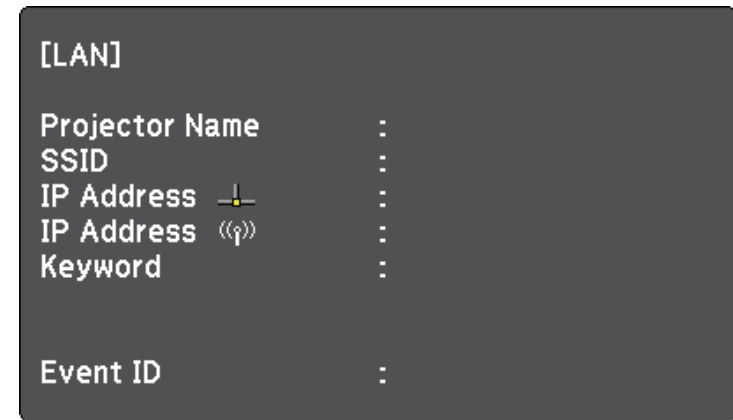 [LAN]
Projector Name :
SSID :
IP Address :
IP Address :
Keyword :
Event ID :